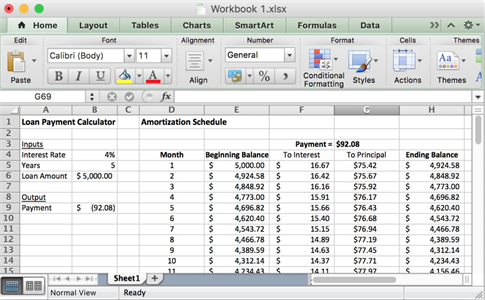 Workbook 1.xlsx
Home Layout Tables Charts SmartArt Formulas Data
Edit Font Alignment Number Format Cells Themes
Calibri (Body) 11 General
Paste B I U A Align % , Conditional Formatting Styles Actions Themes Aa
G69 fx
A B C D E F G H
1 Loan Payment Calculator Amortization Schedule
2
3 Inputs Payment = $92.08
4 Interest Rate 4% Month Beginning Balance To Interest To Principal Ending Balance
5 Years 5 1 $ 5,000.00 $ 16.67 $75.42 $ 4,924.58
6 Loan Amount $ 5,000.00 2 $ 4,924.58 $ 16.42 $75.67 $ 4,848.92
7 3 $ 4,848.92 $ 16.16 $75.92 $ 4,773.00
8 Output 4 $ 4,773.00 $ 15.91 $76.17 $ 4,696.82
9 Payment $ (92.08) 5 $ 4,696.82 $ 15.66 $76.43 $ 4,620.40
10 6 $ 4,620.40 $ 15.40 $76.68 $ 4,543.72
11 7 $ 4,543.72 $ 15.15 $76.94 $ 4,466.78
12 8 $ 4,466.78 $ 14.89 $77.19 $ 4,389.59
13 9 $ 4,389.59 $ 14.63 $77.45 $ 4,312.14
14 10 $ 4,312.14 $ 14.37 $77.71 $ 4,234.43
15 11 $ 4,234.43 $ 14.11 $77.97 $ 4,156.46
Sheet1
Normal View Ready